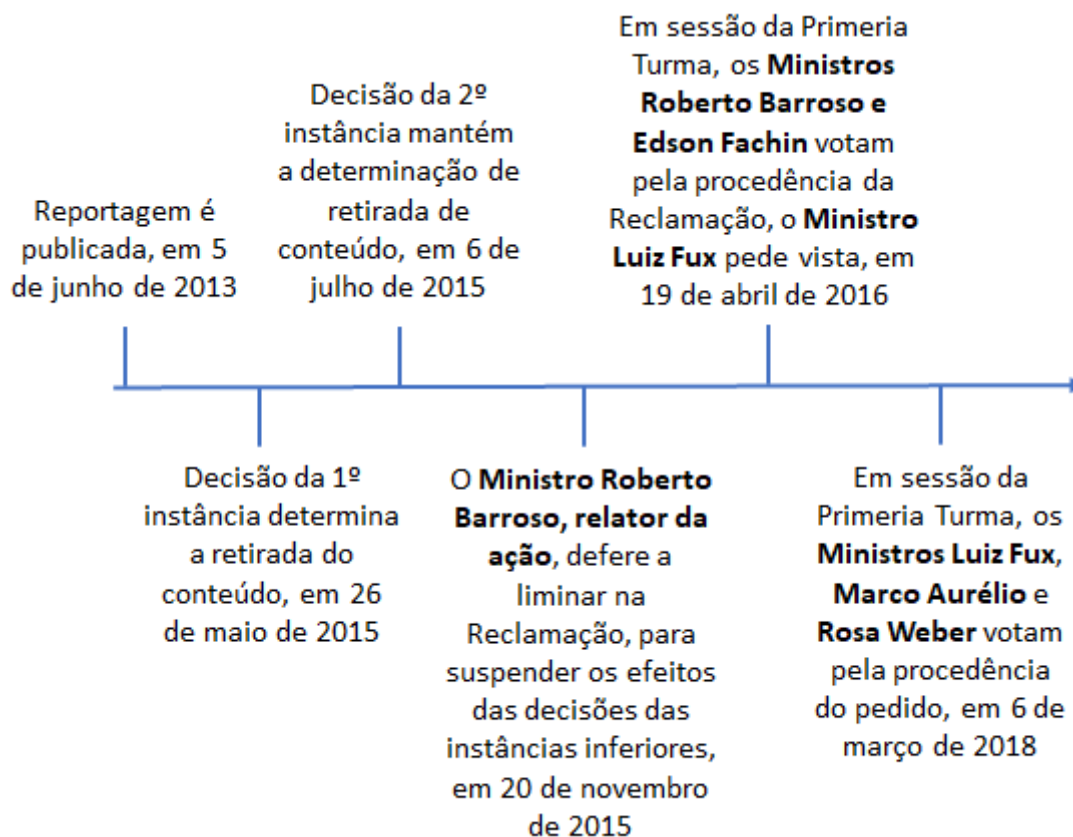 Reportagem é
publicada, em 5
de junho de 2013
Decisão da 1º
instância determina
a retirada do
conteúdo, em 26
de maio de 2015
Decisão da 2º
instância mantém
a determinação de
retirada de
conteúdo, em 6 de
julho de 2015
O Ministro Roberto
Barroso, relator da
ação, defere a
liminar na
Reclamação, para
suspender os efeitos
das decisões das
instâncias inferiores,
em 20 de novembro
de 2015
Em sessão da Primeria
Turma, os Ministros
Roberto Barroso e
Edson Fachin votam
pela procedência da
Reclamação, o Ministro
Luiz Fux pede vista, em
19 de abril de 2016
Em sessão da
Primeria Turma, os
Ministros Luiz Fux,
Marco Aurélio e
Rosa Weber votam
pela procedência
do pedido, em 6 de
março de 2018